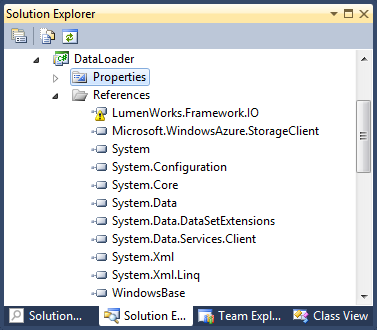 Solution Explorer
DataLoader
Properties
References
LumenWorks.Framework.IO
Microsoft.WindowsAzure.StorageClient
System
System.Configuration
System.Core
System.Data
System.Data.DataSetExtensions
System.Data.Services.Client
System.Xml
System.Xml.Linq
WindowsBase
Solution... Solution E... Team Expl... Class View